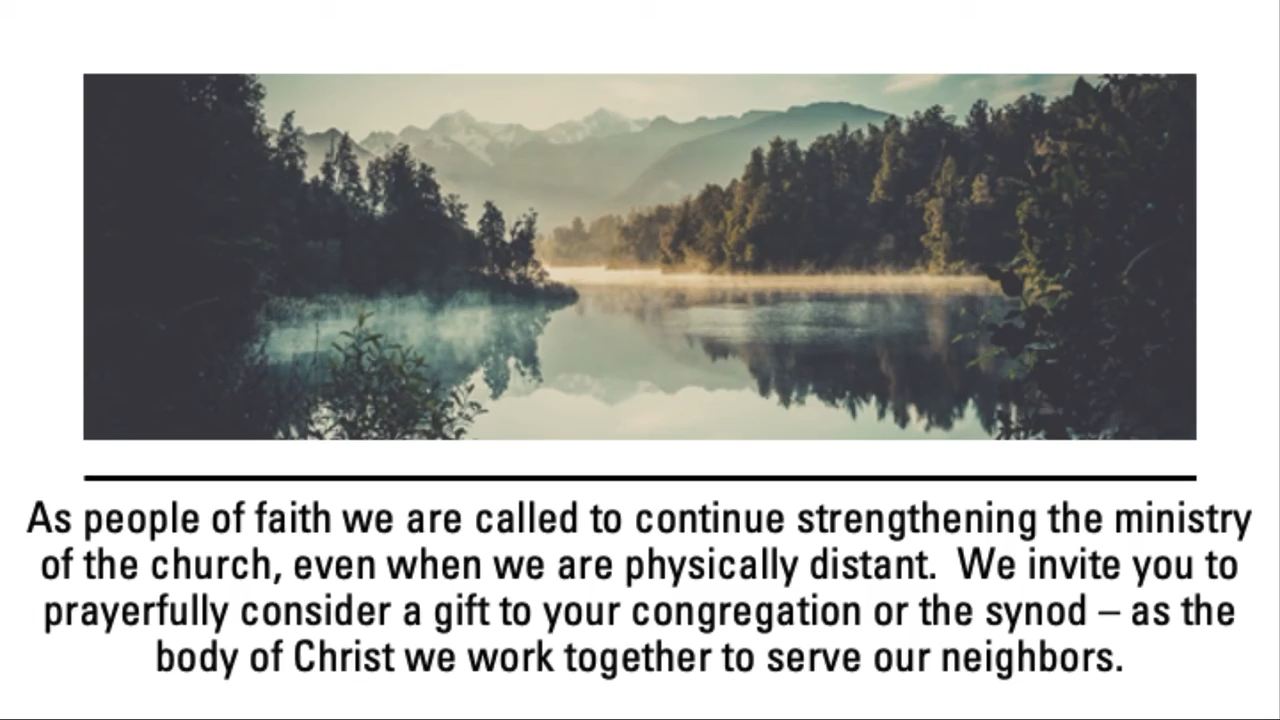 As people of faith we are called to continue strengthening the ministry
of the church, even when we are physically distant.  We invite you to
prayerfully consider a gift to your congregation or the synod – as the
body of Christ we work together to serve our neighbors.